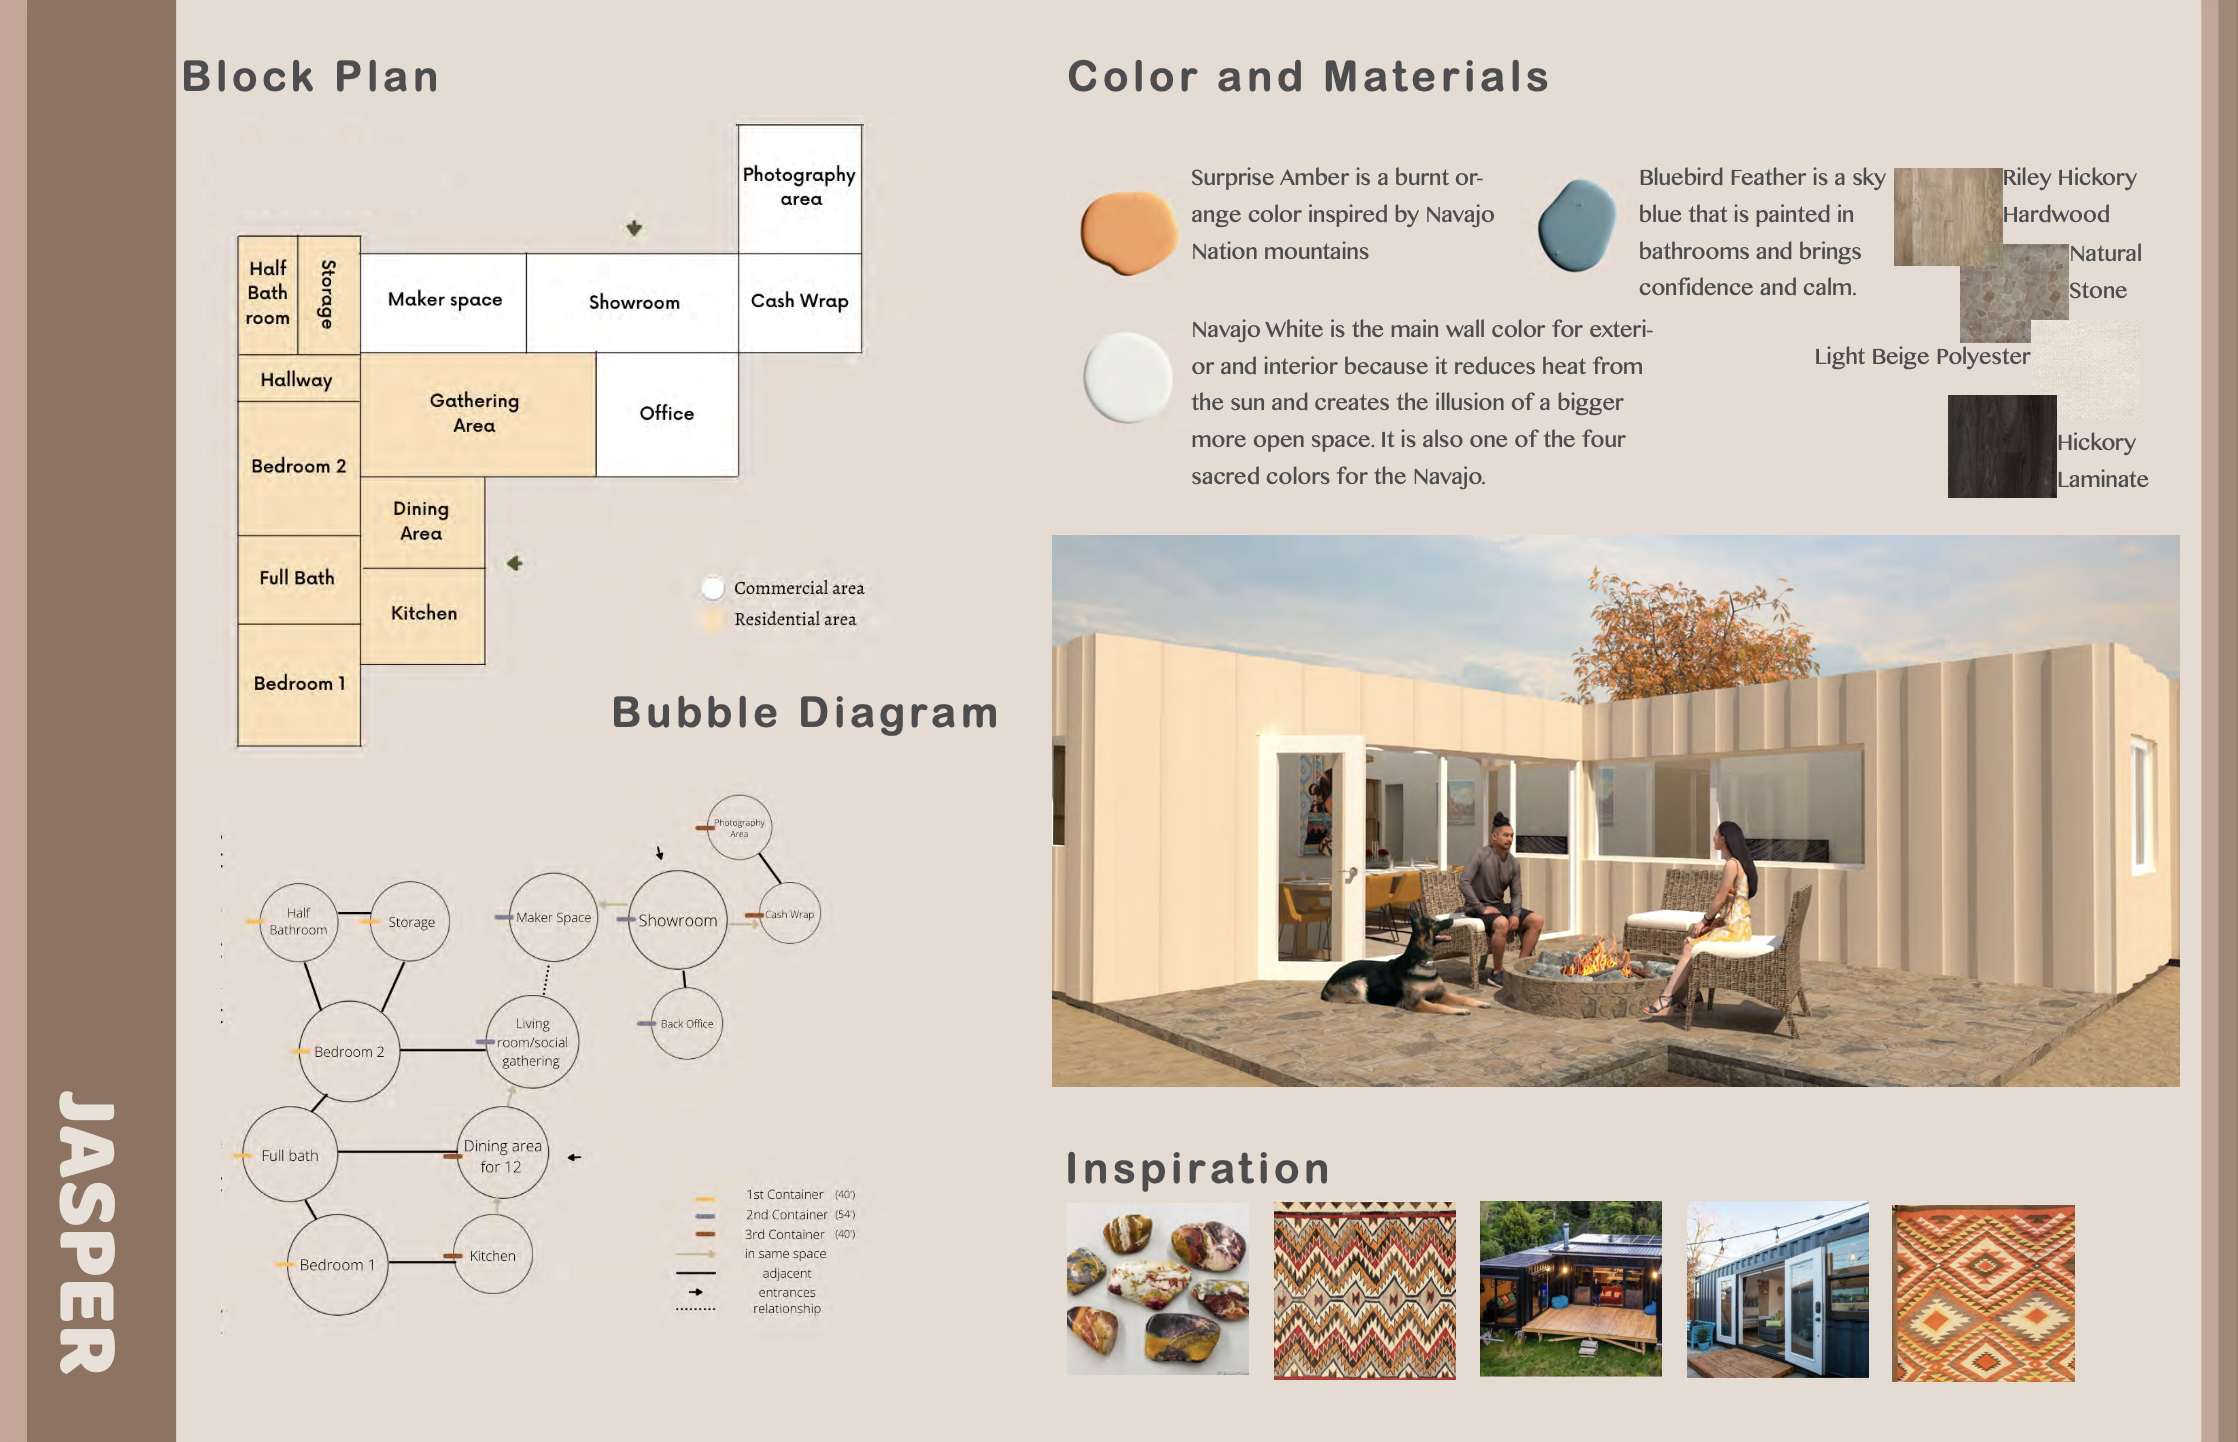 JASPER
Block Plan
Photography
area
Half
Bath
room
Storage
Maker space
Showroom
Cash Wrap
Hallway
Gathering
Area
Office
Bedroom 2
Dining
Area
Full Bath
Kitchen
Bedroom 1
Commercial area
Residential area
Bubble Diagram
Photography
Area
Half
Bathroom
Storage
Maker Space
Showroom
Cash Wrap
Living
room/social
gathering
Back Office
Bedroom 2
Full bath
Dining area
for 12
Bedroom 1
Kitchen
1st Container (40')
2nd Container (54')
3rd Container (40')
in same space
adjacent
entrances
relationship
Color and Materials
Surprise Amber is a burnt or-
ange color inspired by Navajo
Nation mountains
Bluebird Feather is a sky
blue that is painted in
bathrooms and brings
confidence and calm.
Navajo White is the main wall color for exteri-
or and interior because it reduces heat from
the sun and creates the illusion of a bigger
more open space. It is also one of the four
sacred colors for the Navajo.
Riley Hickory
Hardwood
Natural
Stone
Light Beige Polyester
Hickory
Laminate
Inspiration